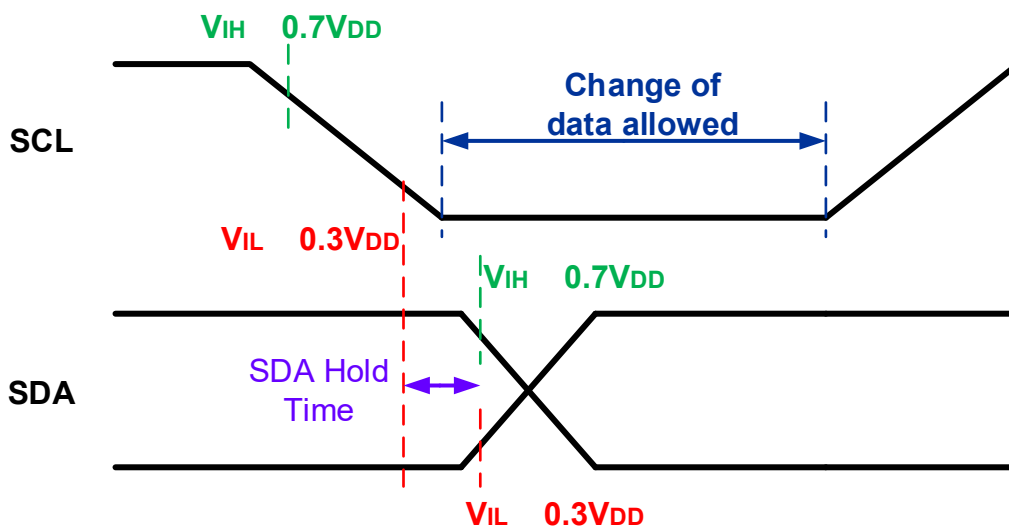 VIH 0.7VDD
Change of
data allowed
SCL
VIL 0.3VDD
VIH 0.7VDD
SDA Hold
Time
SDA
VIL 0.3VDD